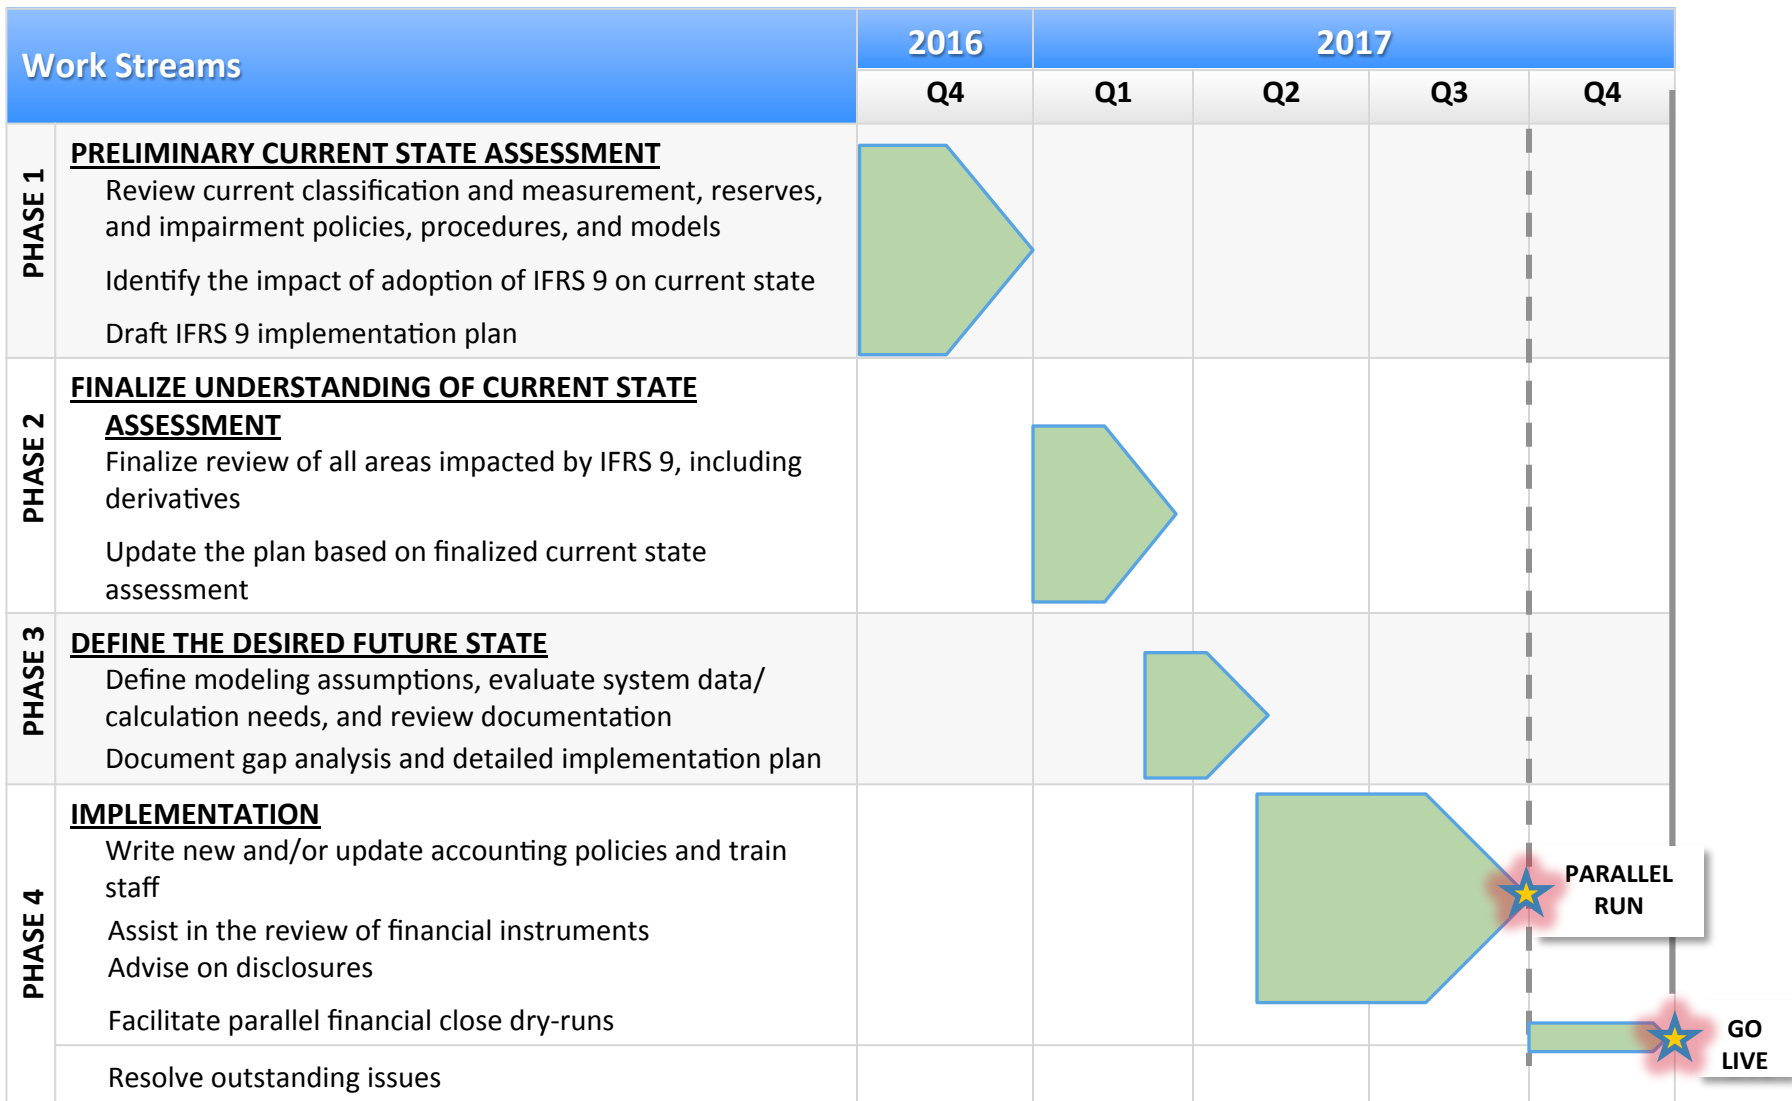 Work Streams
2016
2017
Q4
Q1
Q2
Q3
Q4
PHASE 1
PRELIMINARY CURRENT STATE ASSESSMENT
Review current classification and measurement, reserves,
and impairment policies, procedures, and models
Identify the impact of adoption of IFRS 9 on current state
Draft IFRS 9 implementation plan
PHASE 2
FINALIZE UNDERSTANDING OF CURRENT STATE
ASSESSMENT
Finalize review of all areas impacted by IFRS 9, including
derivatives
Update the plan based on finalized current state
assessment
PHASE 3
DEFINE THE DESIRED FUTURE STATE
Define modeling assumptions, evaluate system data/
calculation needs, and review documentation
Document gap analysis and detailed implementation plan
PHASE 4
IMPLEMENTATION
Write new and/or update accounting policies and train
staff
Assist in the review of financial instruments
Advise on disclosures
Facilitate parallel financial close dry-runs
Resolve outstanding issues
PARALLEL
RUN
GO
LIVE